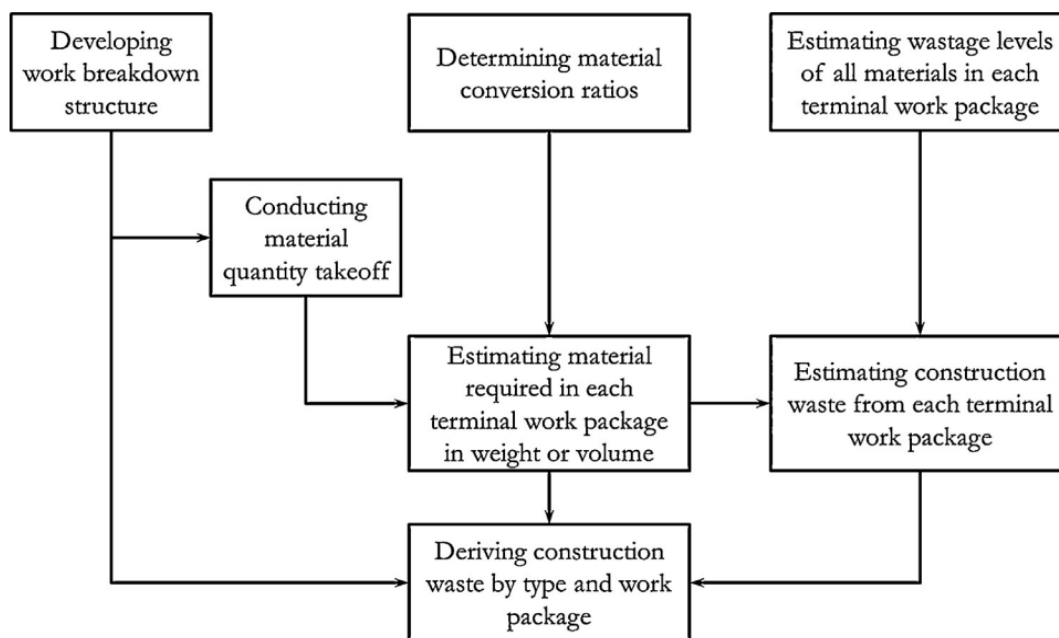 Developing
work breakdown
structure
Determining material
conversion ratios
Estimating wastage levels
of all materials in each
terminal work package
Conducting
material
quantity takeoff
Estimating material
required in each
terminal work package
in weight or volume
Estimating construction
waste from each terminal
work package
Deriving construction
waste by type and work
package